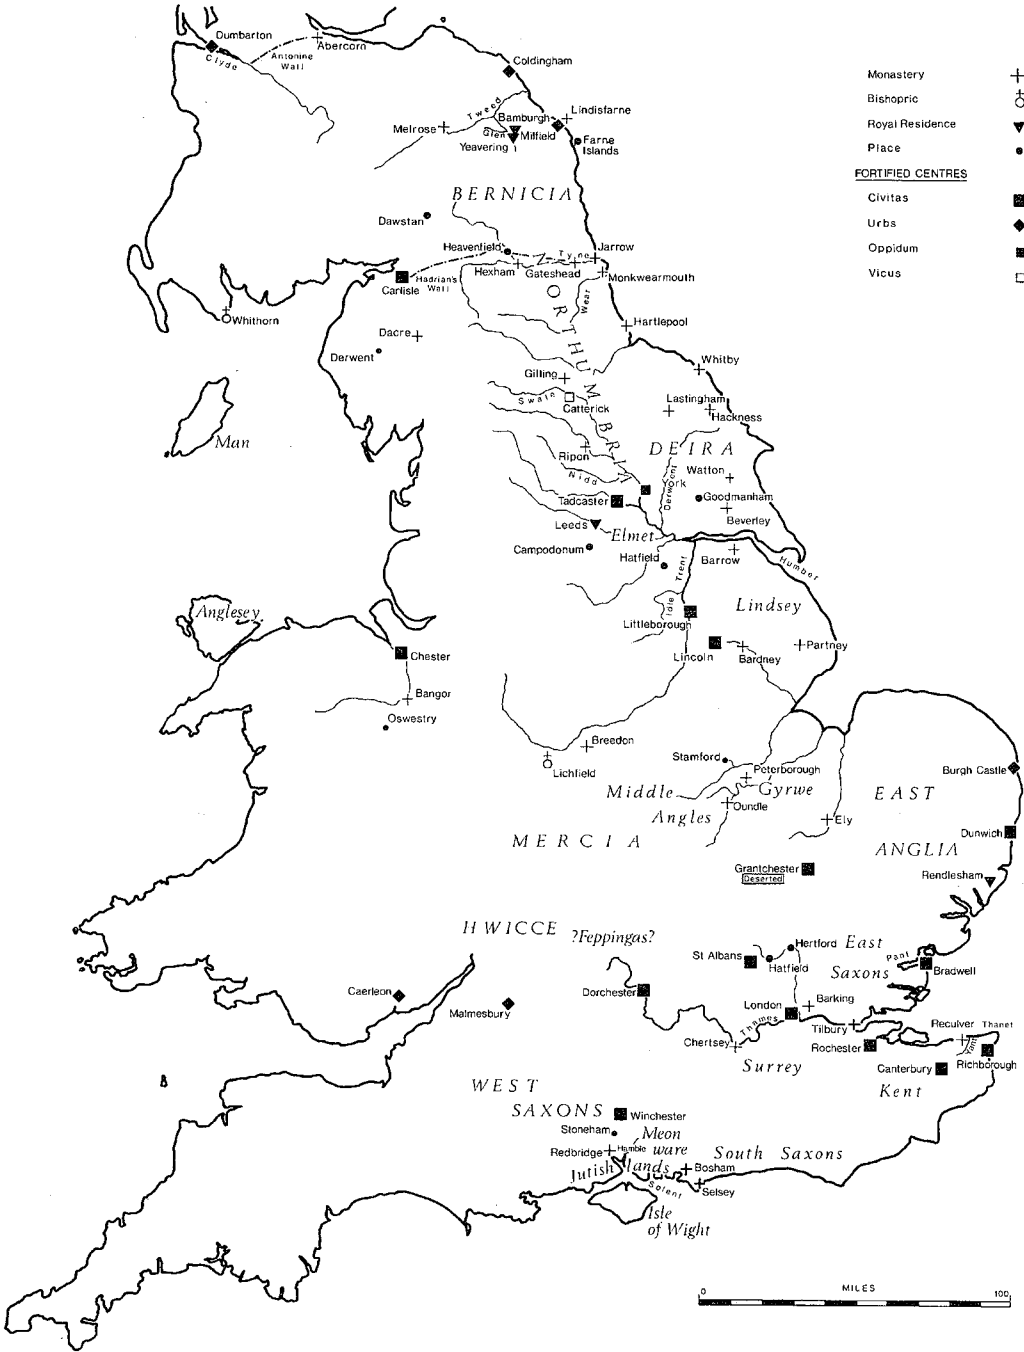 Dumbarton
Abercorn
Clyde
Antonine
Wall
Coldingham
Monastery
Bishopric
Royal Residence
Place
FORTIFIED CENTRES
Civitas
Urbs
Oppidum
Vicus
Tweed
Bamburgh
Lindisfarne
Melrose
Glen
Milfield
Yeavering
Farne
Islands
BERNICIA
Dawstan
Heavenfield
Tyne
Jarrow
Hexham
Gateshead
Monkwearmouth
Carlisle
Hadrian's
Wall
NORTHUMBRIA
Wear
Whithorn
Dacre
Derwent
Hartlepool
Whitby
Gilling
Swale
Catterick
Lastingham
Hackness
Man
DEIRA
Ripon
Nidd
Watton
York
Derwent
Tadcaster
Goodmanham
Beverley
Leeds
Elmet
Campodonum
Hatfield
Barrow
Humber
Trent
Idle
Lindsey
Anglesey
Littleborough
Chester
Lincoln
Bardney
Partney
Bangor
Oswestry
Breedon
Lichfield
Stamford
Peterborough
Middle
Gyrwe
Angles
Oundle
Ely
EAST
ANGLIA
Burgh Castle
Dunwich
MERCIA
Grantchester
Deserted
Rendlesham
HWICCE
?Feppingas?
St Albans
Hertford
Hatfield
East
Saxons
Pant
Bradwell
Caerleon
Malmesbury
Dorchester
London
Barking
Thames
Tilbury
Chertsey
Reculver
Thanet
Rochester
Yant
Richborough
Canterbury
Surrey
Kent
WEST
SAXONS
Winchester
Stoneham
Meon
ware
Redbridge
Hamble
Jutish lands
Bosham
South Saxons
Solent
Selsey
Isle
of Wight
MILES
0
100